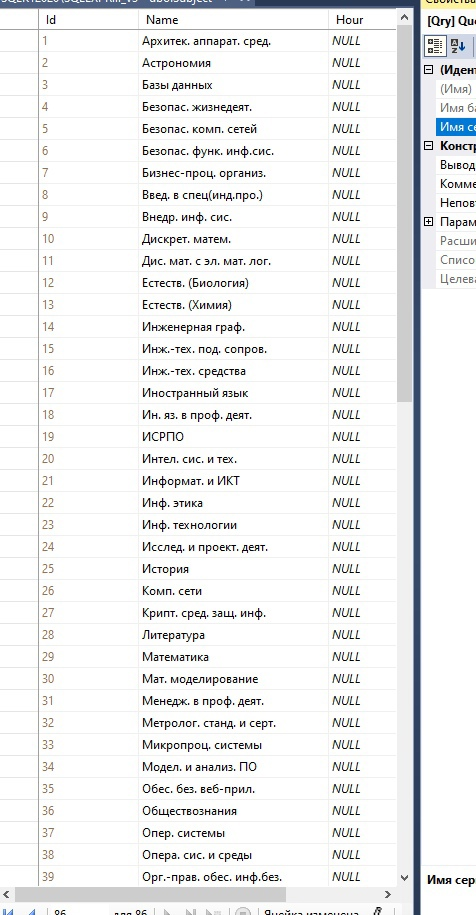 Id Name Hour
1 Архитек. аппарат. сред. NULL
2 Астрономия NULL
3 Базы данных NULL
4 Безопас. жизнедеят. NULL
5 Безопас. комп. сетей NULL
6 Безопас. функ. инф.сис. NULL
7 Бизнес-проц. организ. NULL
8 Введ. в спец(инд.про.) NULL
9 Внедр. инф. сис. NULL
10 Дискрет. матем. NULL
11 Дис. мат. с эл. мат. лог. NULL
12 Естеств. (Биология) NULL
13 Естеств. (Химия) NULL
14 Инженерная граф. NULL
15 Инж.-тех. под. сопров. NULL
16 Инж.-тех. средства NULL
17 Иностранный язык NULL
18 Ин. яз. в проф. деят. NULL
19 ИСРПО NULL
20 Интел. сис. и тех. NULL
21 Информат. и ИКТ NULL
22 Инф. этика NULL
23 Инф. технологии NULL
24 Исслед. и проект. деят. NULL
25 История NULL
26 Комп. сети NULL
27 Крипт. сред. защ. инф. NULL
28 Литература NULL
29 Математика NULL
30 Мат. моделирование NULL
31 Менедж. в проф. деят. NULL
32 Метролог. станд. и серт. NULL
33 Микропроц. системы NULL
34 Модел. и анализ. ПО NULL
35 Обес. без. веб-прил. NULL
36 Обществознания NULL
37 Опер. системы NULL
38 Опера. сис. и среды NULL
39 Орг.-прав. обес. инф.без. NULL
86 для 86 Ячейка изменена.
[Qry] Que
(Иден
(Имя)
Имя ба
Имя се
Констр
Вывод
Комме
Непов
Парам
Расши
Списо
Целева
Имя сер